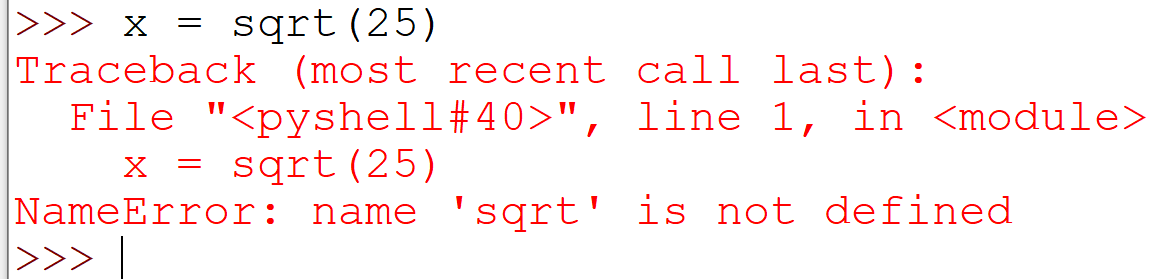 >>> x = sqrt(25)
Traceback (most recent call last):
  File "<pyshell#40>", line 1, in <module>
    x = sqrt(25)
NameError: name 'sqrt' is not defined
>>>